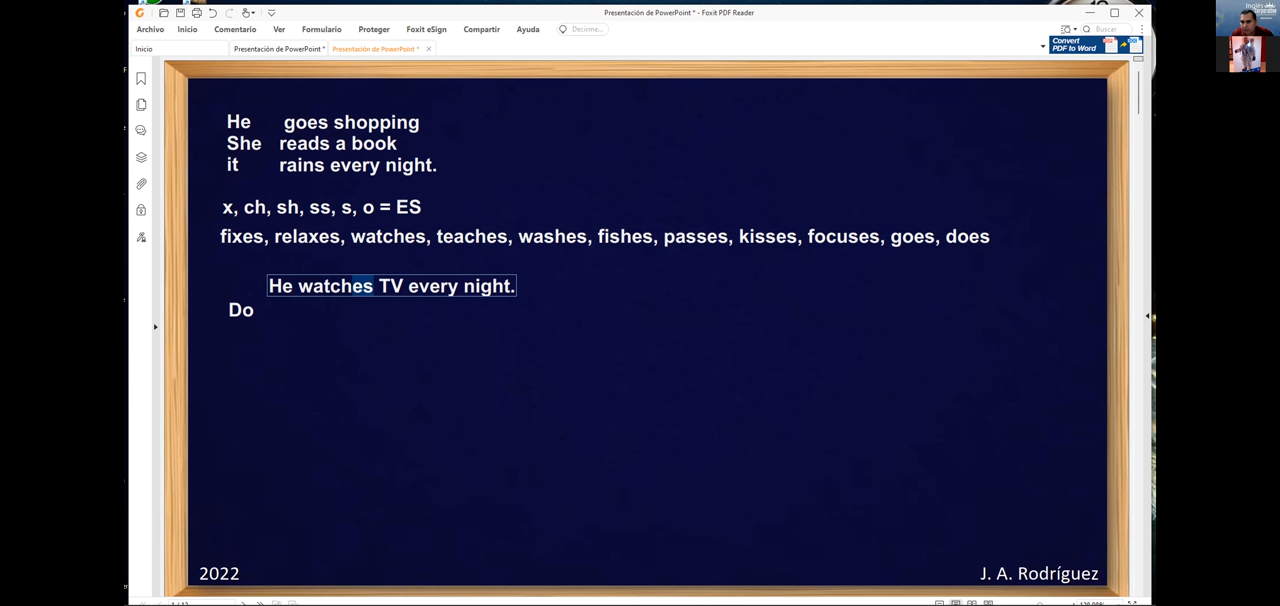 Presentación de PowerPoint * - Foxit PDF Reader
Archivo Inicio Comentario Ver Formulario Proteger Foxit eSign Compartir Ayuda Decirme... Buscar
Inicio Presentación de PowerPoint * Presentación de PowerPoint * ×
Convert
PDF to Word
He goes shopping
She reads a book
it rains every night.
x, ch, sh, ss, s, o = ES
fixes, relaxes, watches, teaches, washes, fishes, passes, kisses, focuses, goes, does
He watches TV every night.
Do
2022 J. A. Rodríguez